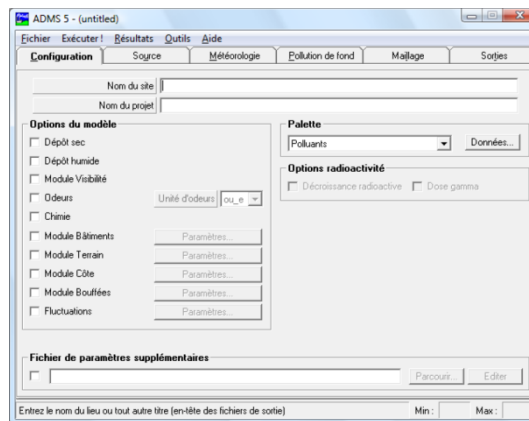 ADMS 5 - (untitled)
Fichier Exécuter ! Résultats Outils Aide
Configuration Source Météorologie Pollution de fond Maillage Sorties
Nom du site
Nom du projet
Options du modèle
Dépôt sec
Dépôt humide
Module Visibilité
Odeurs Unité d'odeurs ou_e
Chimie
Module Bâtiments Paramètres...
Module Terrain Paramètres...
Module Côte Paramètres...
Module Bouffées Paramètres...
Fluctuations Paramètres...
Palette
Polluants Données...
Options radioactivité
Décroissance radioactive Dose gamma
Fichier de paramètres supplémentaires
Parcourir... Editer
Entrez le nom du lieu ou tout autre titre (en-tête des fichiers de sortie) Min : Max :